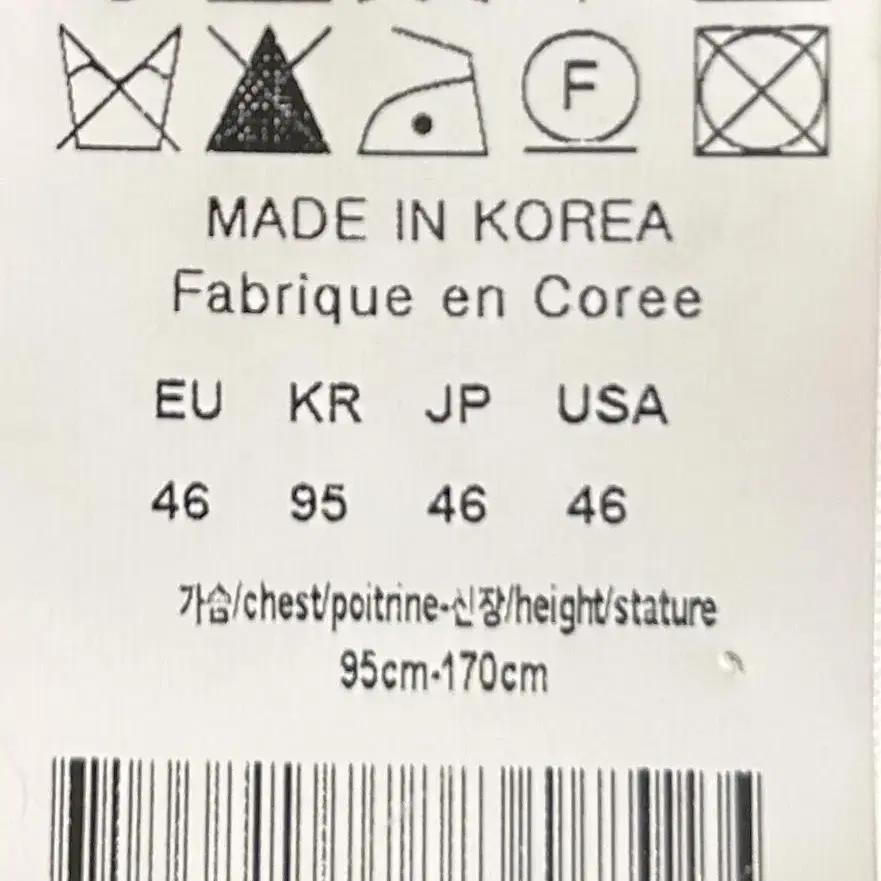 F
MADE IN KOREA
Fabrique en Coree
EU KR JP USA
46 95 46 46
가슴/chest/poitrine-신장/height/stature
95cm-170cm